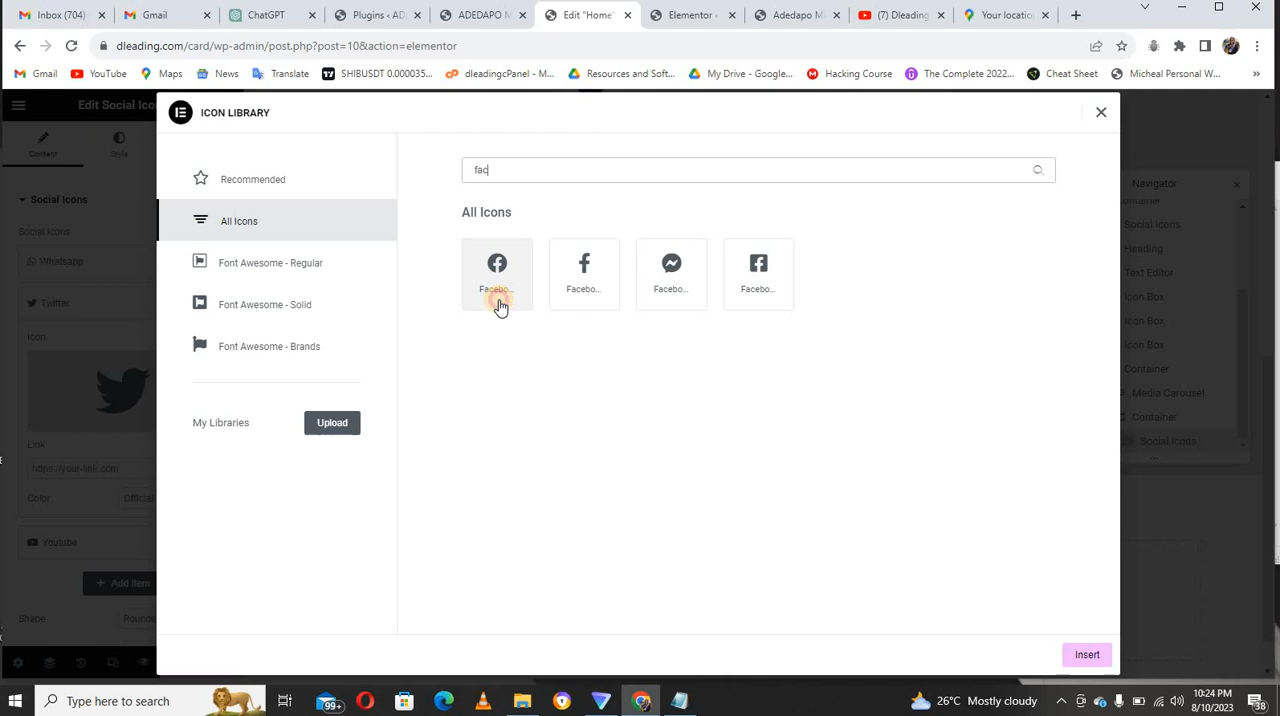 Inbox (704)
Gmail
ChatGPT
Plugins ‹ AD
ADEDAPO M
Edit "Home"
Elementor ‹
Adedapo M
(7) Dleading
Your locatio
dleading.com/card/wp-admin/post.php?post=10&action=elementor
Gmail
YouTube
Maps
News
Translate
SHIBUSDT 0.000035...
dleadingcPanel - M...
Resources and Soft...
My Drive - Google...
Hacking Course
The Complete 2022...
Cheat Sheet
Micheal Personal W...
Edit Social Ico
ICON LIBRARY
Content
Style
Social Icons
Social Icons
Whatsapp
Twitter
Icon
Link
https://your-link.com
Color
Official
Youtube
Add Item
Shape
Rounde
Recommended
All Icons
Font Awesome - Regular
Font Awesome - Solid
Font Awesome - Brands
My Libraries
Upload
fac
All Icons
Facebo...
Facebo...
Facebo...
Facebo...
Insert
Navigator
Container
Social Icons
Heading
Text Editor
Icon Box
Icon Box
Icon Box
Container
Media Carousel
Container
Social Icons
Type here to search
99+
26°C Mostly cloudy
10:24 PM
8/10/2023
38